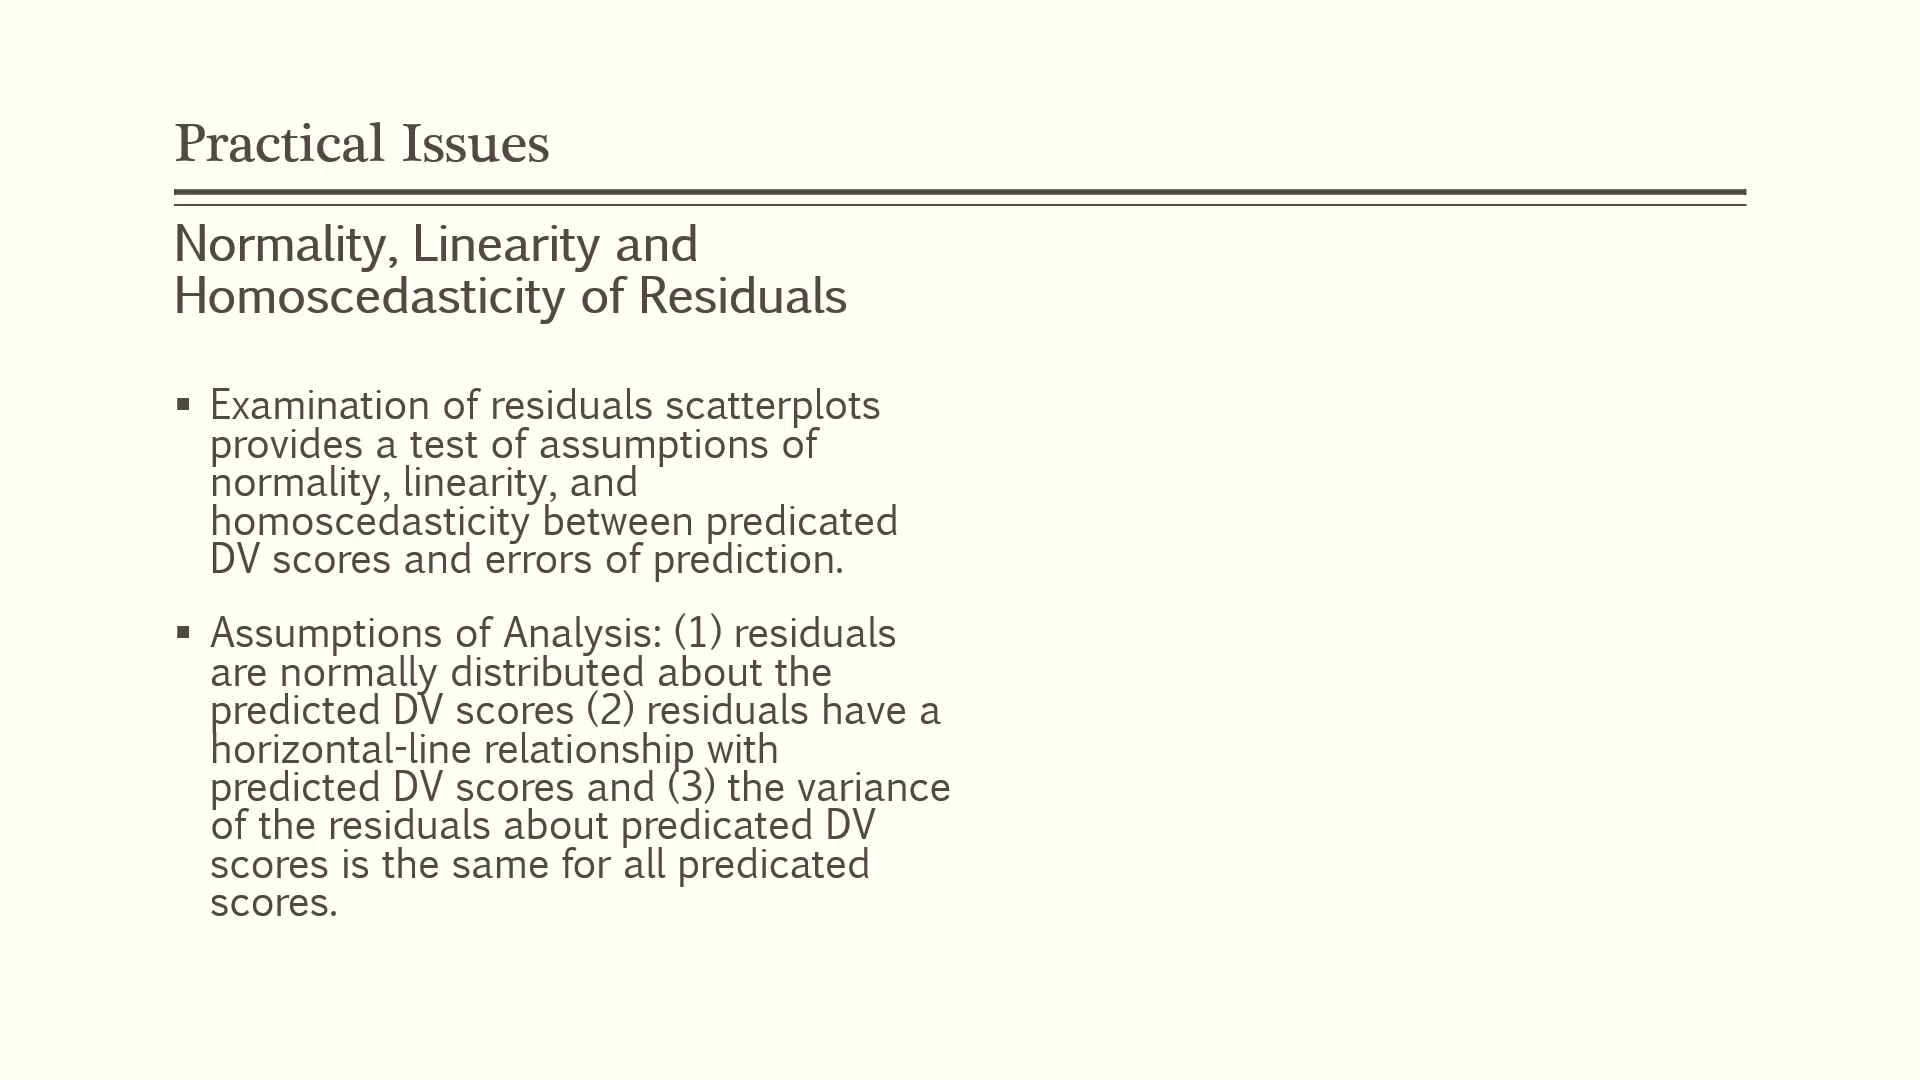 Practical Issues
Normality, Linearity and
Homoscedasticity of Residuals
▪ Examination of residuals scatterplots
provides a test of assumptions of
normality, linearity, and
homoscedasticity between predicated
DV scores and errors of prediction.
▪ Assumptions of Analysis: (1) residuals
are normally distributed about the
predicted DV scores (2) residuals have a
horizontal-line relationship with
predicted DV scores and (3) the variance
of the residuals about predicated DV
scores is the same for all predicated
scores.